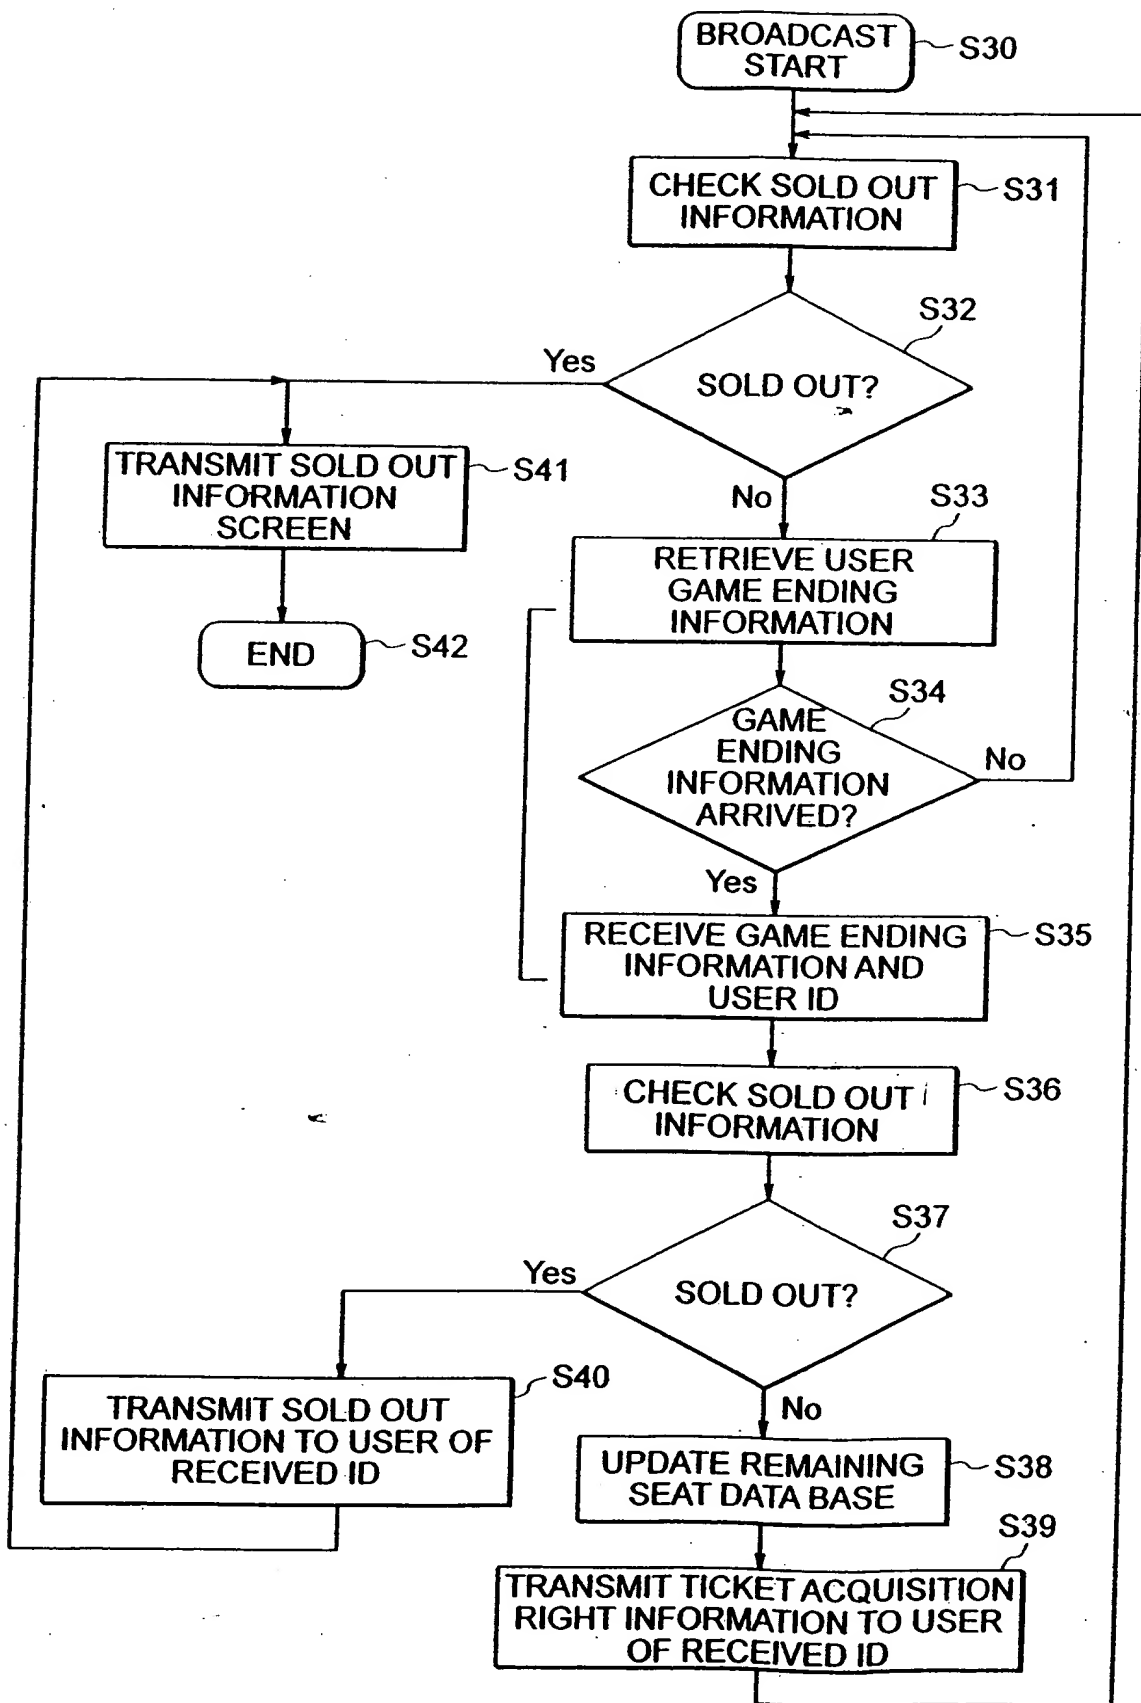 BROADCAST
START
S30
CHECK SOLD OUT
INFORMATION
S31
S32
Yes
SOLD OUT?
No
TRANSMIT SOLD OUT
INFORMATION
SCREEN
S41
END
S42
S33
RETRIEVE USER
GAME ENDING
INFORMATION
S34
GAME
ENDING
INFORMATION
ARRIVED?
No
Yes
RECEIVE GAME ENDING
INFORMATION AND
USER ID
S35
CHECK SOLD OUT
INFORMATION
S36
S37
Yes
SOLD OUT?
No
S40
TRANSMIT SOLD OUT
INFORMATION TO USER OF
RECEIVED ID
UPDATE REMAINING
SEAT DATA BASE
S38
S39
TRANSMIT TICKET ACQUISITION
RIGHT INFORMATION TO USER
OF RECEIVED ID